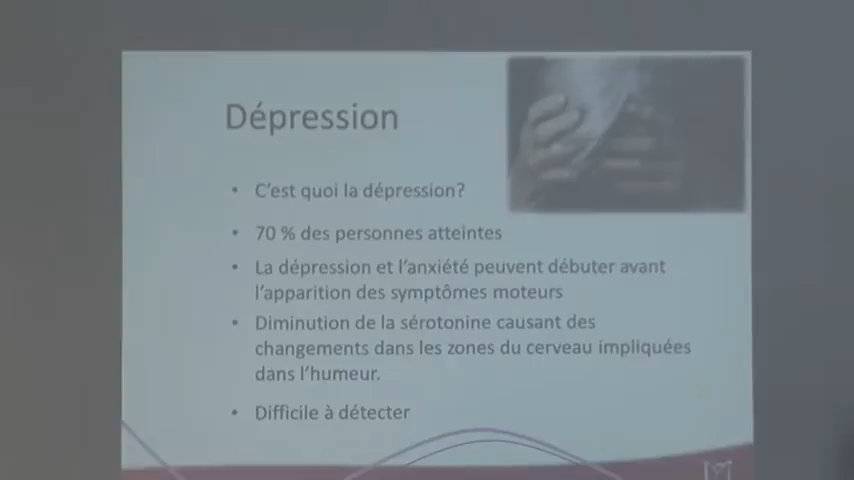 Dépression
• C'est quoi la dépression?
• 70 % des personnes atteintes
• La dépression et l'anxiété peuvent débuter avant
l'apparition des symptômes moteurs
• Diminution de la sérotonine causant des
changements dans les zones du cerveau impliquées
dans l'humeur.
• Difficile à détecter